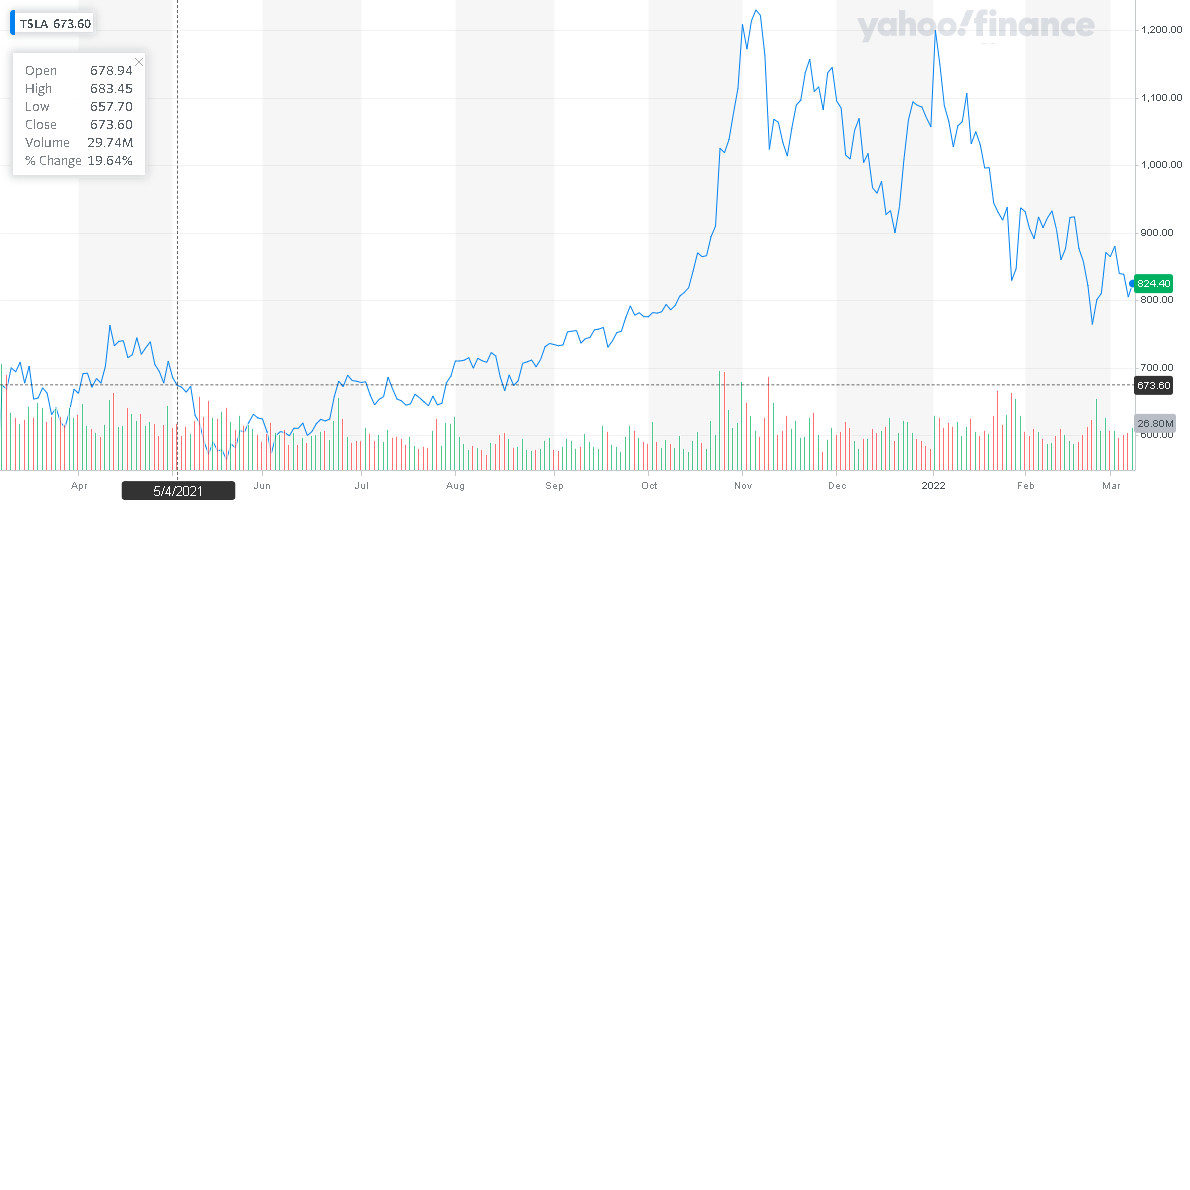 TSLA 673.60
yahoo!finance
Open 678.94
High 683.45
Low 657.70
Close 673.60
Volume 29.74M
% Change 19.64%
1,200.00
1,100.00
1,000.00
900.00
824.40
800.00
700.00
673.60
26.80M
600.00
Apr 5/4/2021 Jun Jul Aug Sep Oct Nov Dec 2022 Feb Mar